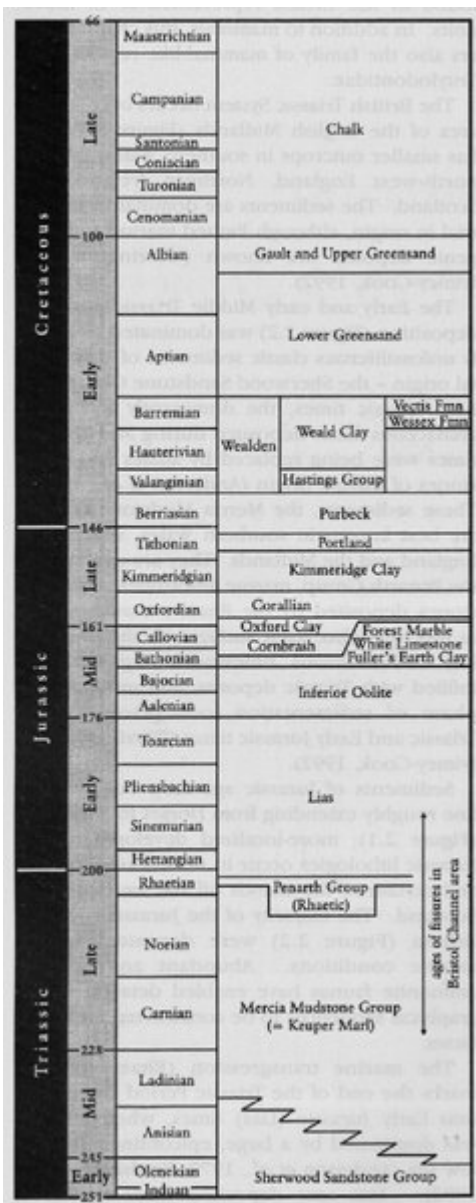 66
Maastrichtian
Campanian
Santonian
Coniacian
Turonian
Cenomanian
100
Albian
Aptian
Barremian
Hauterivian
Valanginian
Berriasian
146
Tithonian
Kimmeridgian
Oxfordian
161
Callovian
Bathonian
Bajocian
Aalenian
176
Toarcian
Pliensbachian
Sinemurian
Hettangian
200
Rhaetian
Norian
Carnian
228
Ladinian
Anisian
245
Olenekian
Induan
251
Cretaceous
Late
Early
Jurassic
Late
Mid
Early
Triassic
Late
Mid
Early
Chalk
Gault and Upper Greensand
Lower Greensand
Wealden
Weald Clay
Vectis Fmn
Wessex Fmn
Hastings Group
Purbeck
Portland
Kimmeridge Clay
Corallian
Oxford Clay
Cornbrash
Forest Marble
White Limestone
Fuller's Earth Clay
Inferior Oolite
Lias
Penarth Group
(Rhaetic)
ages of fissures in
Bristol Channel area
Mercia Mudstone Group
(= Keuper Marl)
Sherwood Sandstone Group